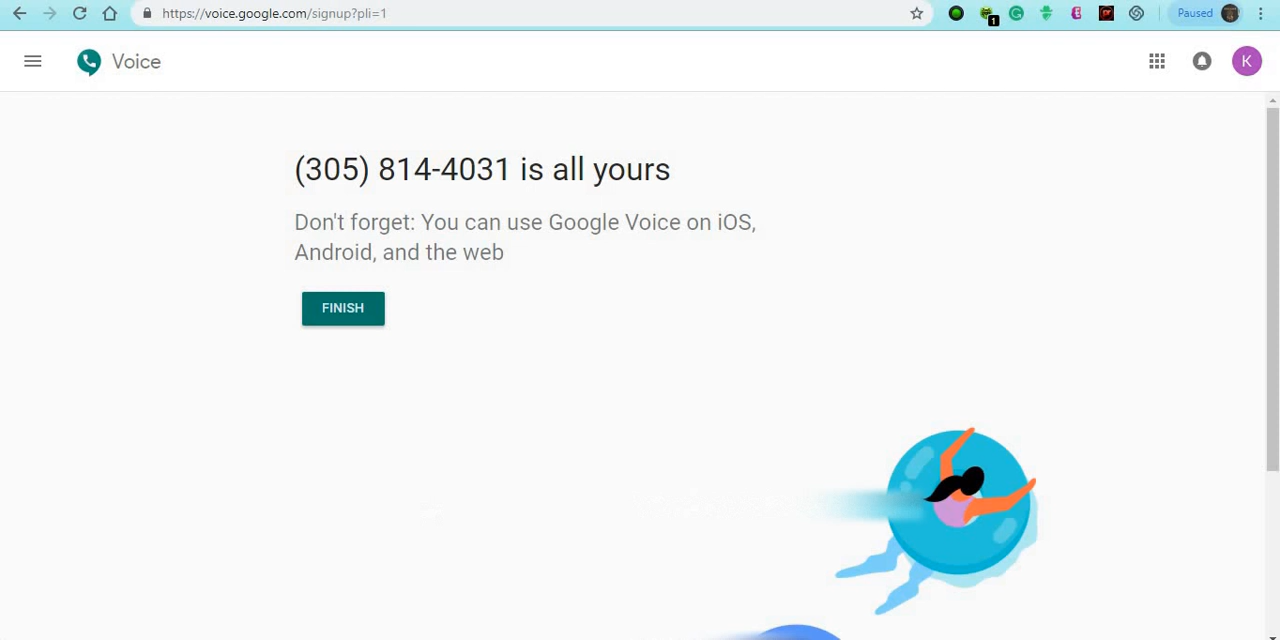 https://voice.google.com/signup?pli=1
1
Paused
Voice
K
(305) 814-4031 is all yours
Don't forget: You can use Google Voice on iOS,
Android, and the web
FINISH